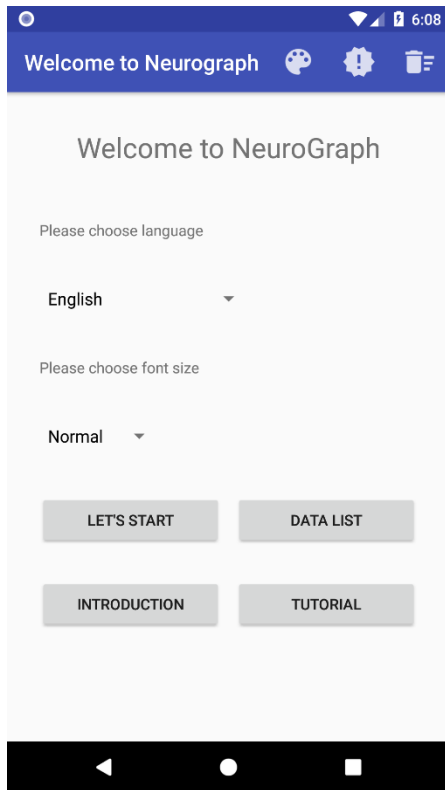 6:08
Welcome to Neurograph
Welcome to NeuroGraph
Please choose language
English
Please choose font size
Normal
LET'S START
DATA LIST
INTRODUCTION
TUTORIAL